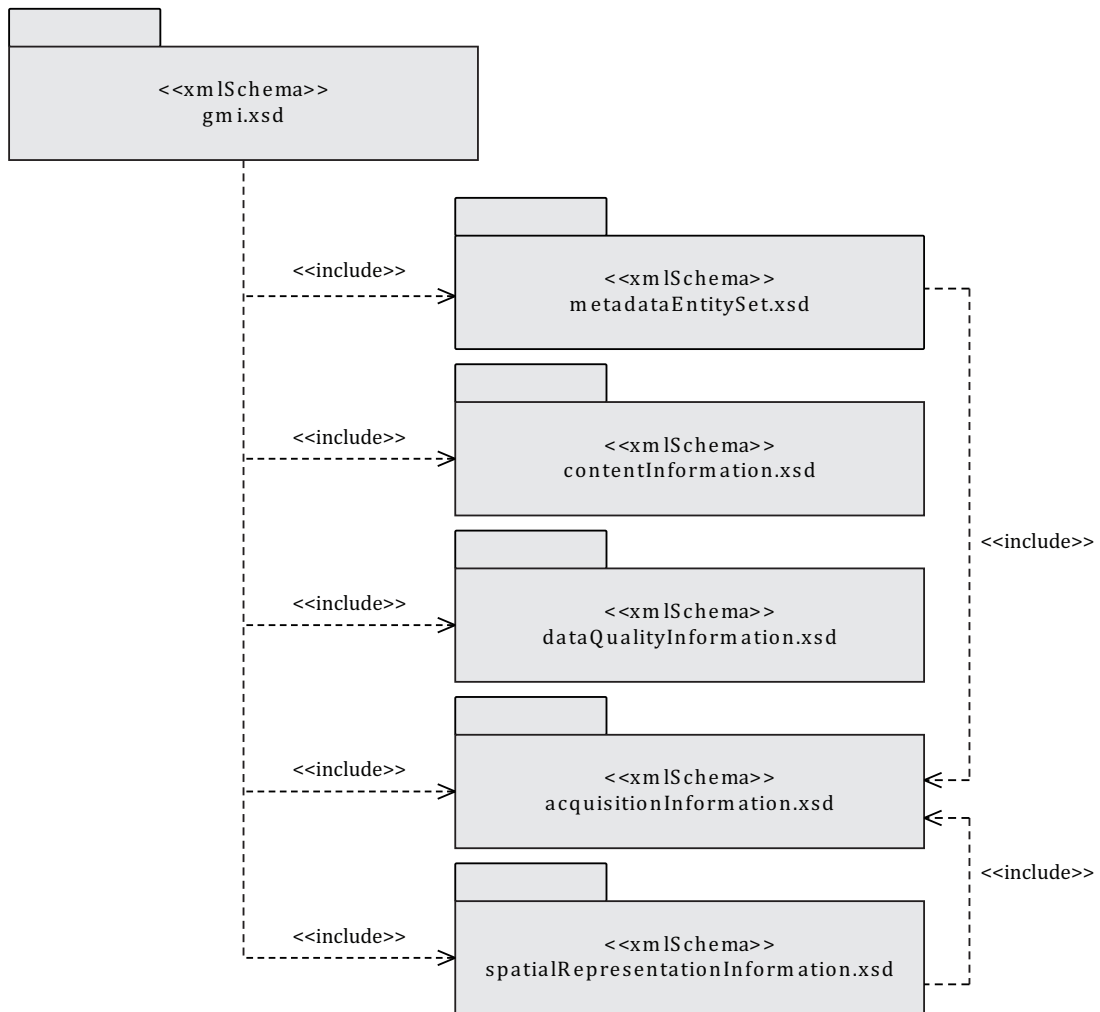 <<xmlSchema>>
gmi.xsd
<<include>>
<<xmlSchema>>
metadataEntitySet.xsd
<<include>>
<<xmlSchema>>
contentInformation.xsd
<<include>>
<<include>>
<<xmlSchema>>
dataQualityInformation.xsd
<<include>>
<<xmlSchema>>
acquisitionInformation.xsd
<<include>>
<<include>>
<<xmlSchema>>
spatialRepresentationInformation.xsd